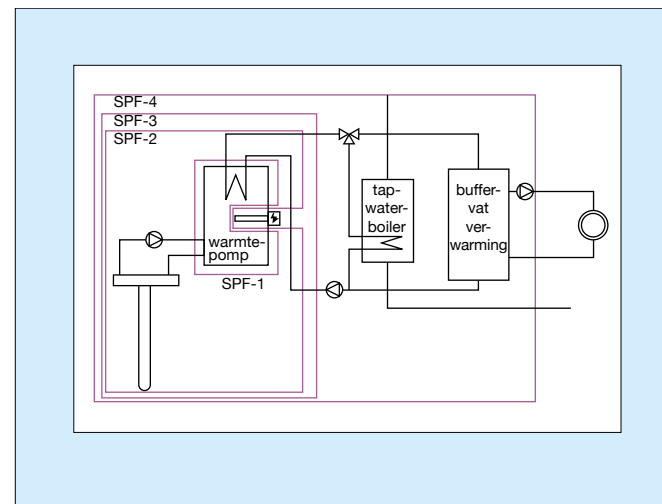 SPF-4
SPF-3
SPF-2
tap-
water-
boiler
buffer-
vat
ver-
warming
warmte-
pomp
SPF-1